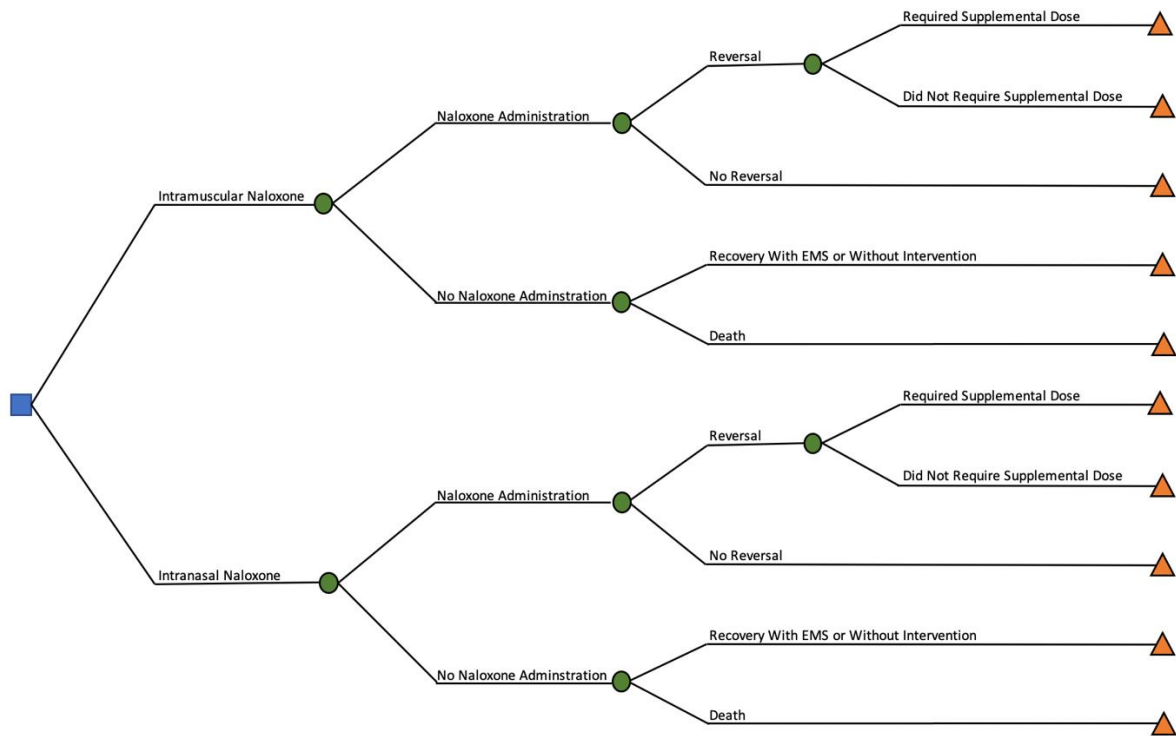 Required Supplemental Dose
Reversal
Did Not Require Supplemental Dose
Naloxone Administration
No Reversal
Intramuscular Naloxone
Recovery With EMS or Without Intervention
No Naloxone Adminstration
Death
Required Supplemental Dose
Reversal
Did Not Require Supplemental Dose
Naloxone Administration
No Reversal
Intranasal Naloxone
Recovery With EMS or Without Intervention
No Naloxone Adminstration
Death